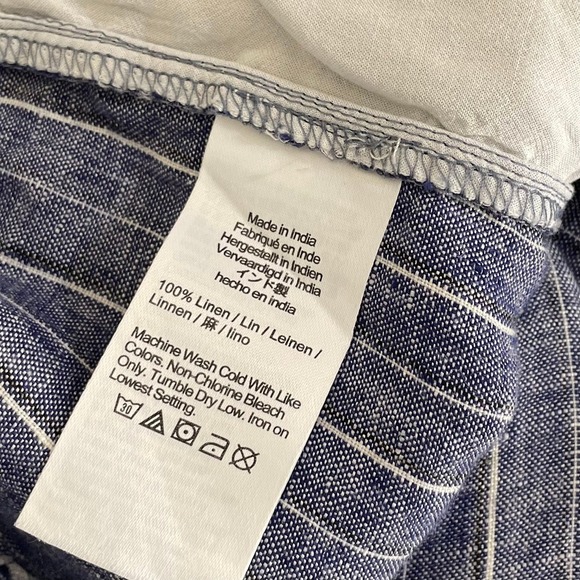 Made in India
Fabriqué en Inde
Hergestellt in Indien
Vervaardigd in India
インド製
hecho en india
100% Linen / Lin / Leinen /
Linnen / 麻 / lino
Machine Wash Cold With Like
Colors, Non-Chlorine Bleach
Only. Tumble Dry Low. Iron on
Lowest Setting.
30